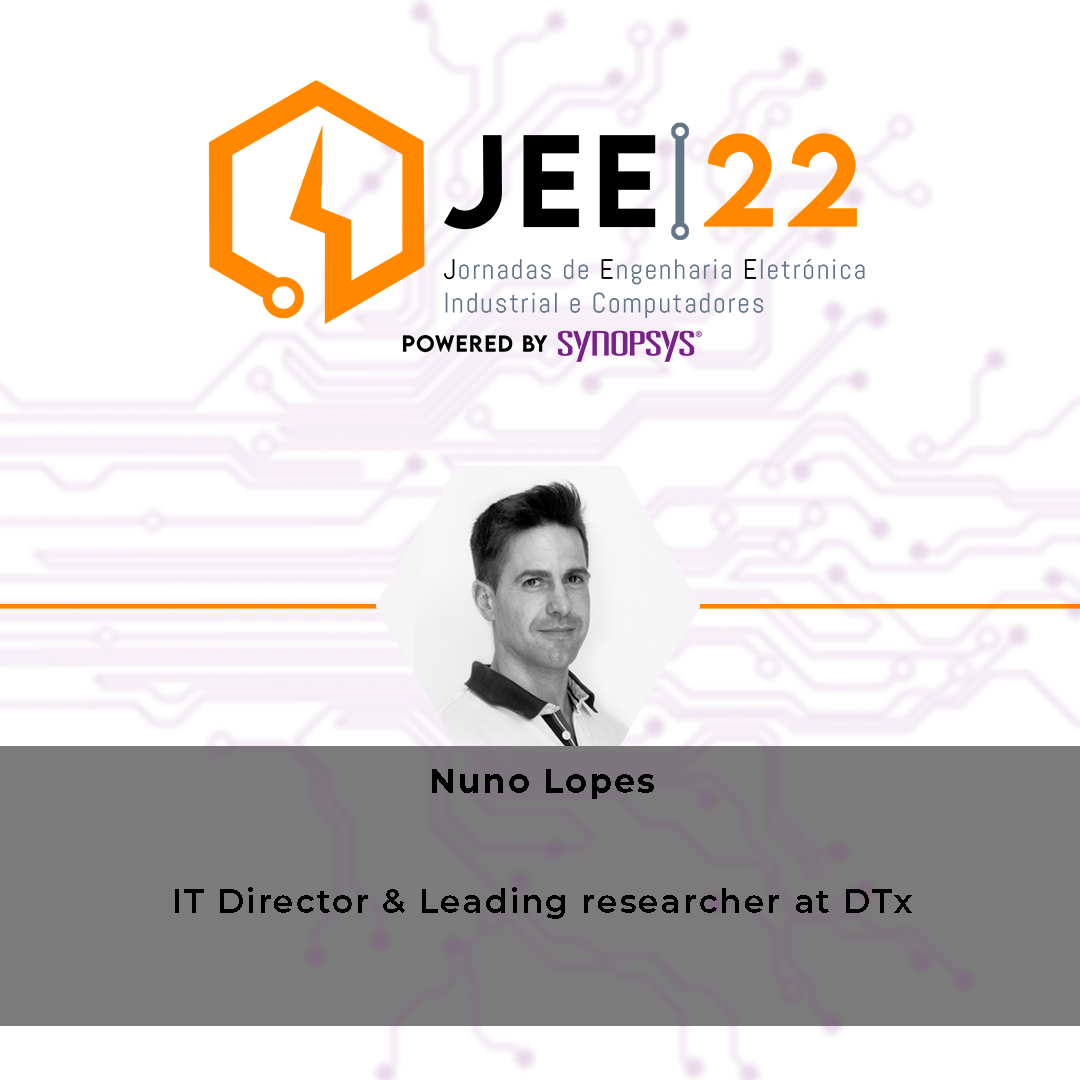 JEE 22
Jornadas de Engenharia Eletrónica
Industrial e Computadores
POWERED BY SYNOPSYS®
Nuno Lopes
IT Director & Leading researcher at DTx